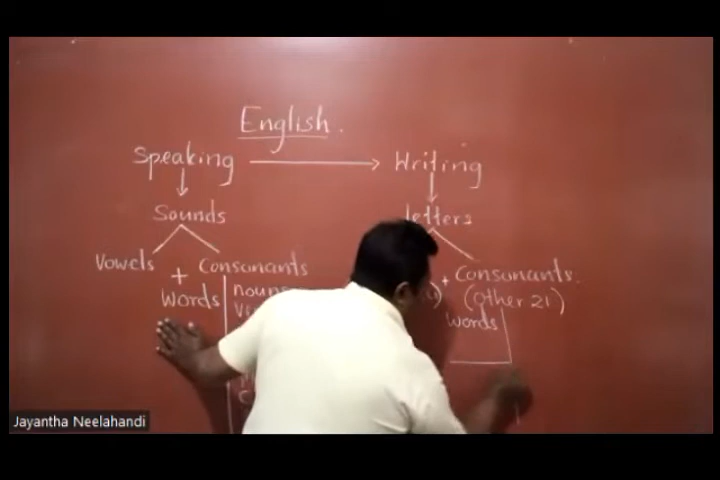 English.
Speaking → Writing
Sounds letters
Vowels + Consonants + Consonants.
Words (other 21)
words
Jayantha Neelahandi